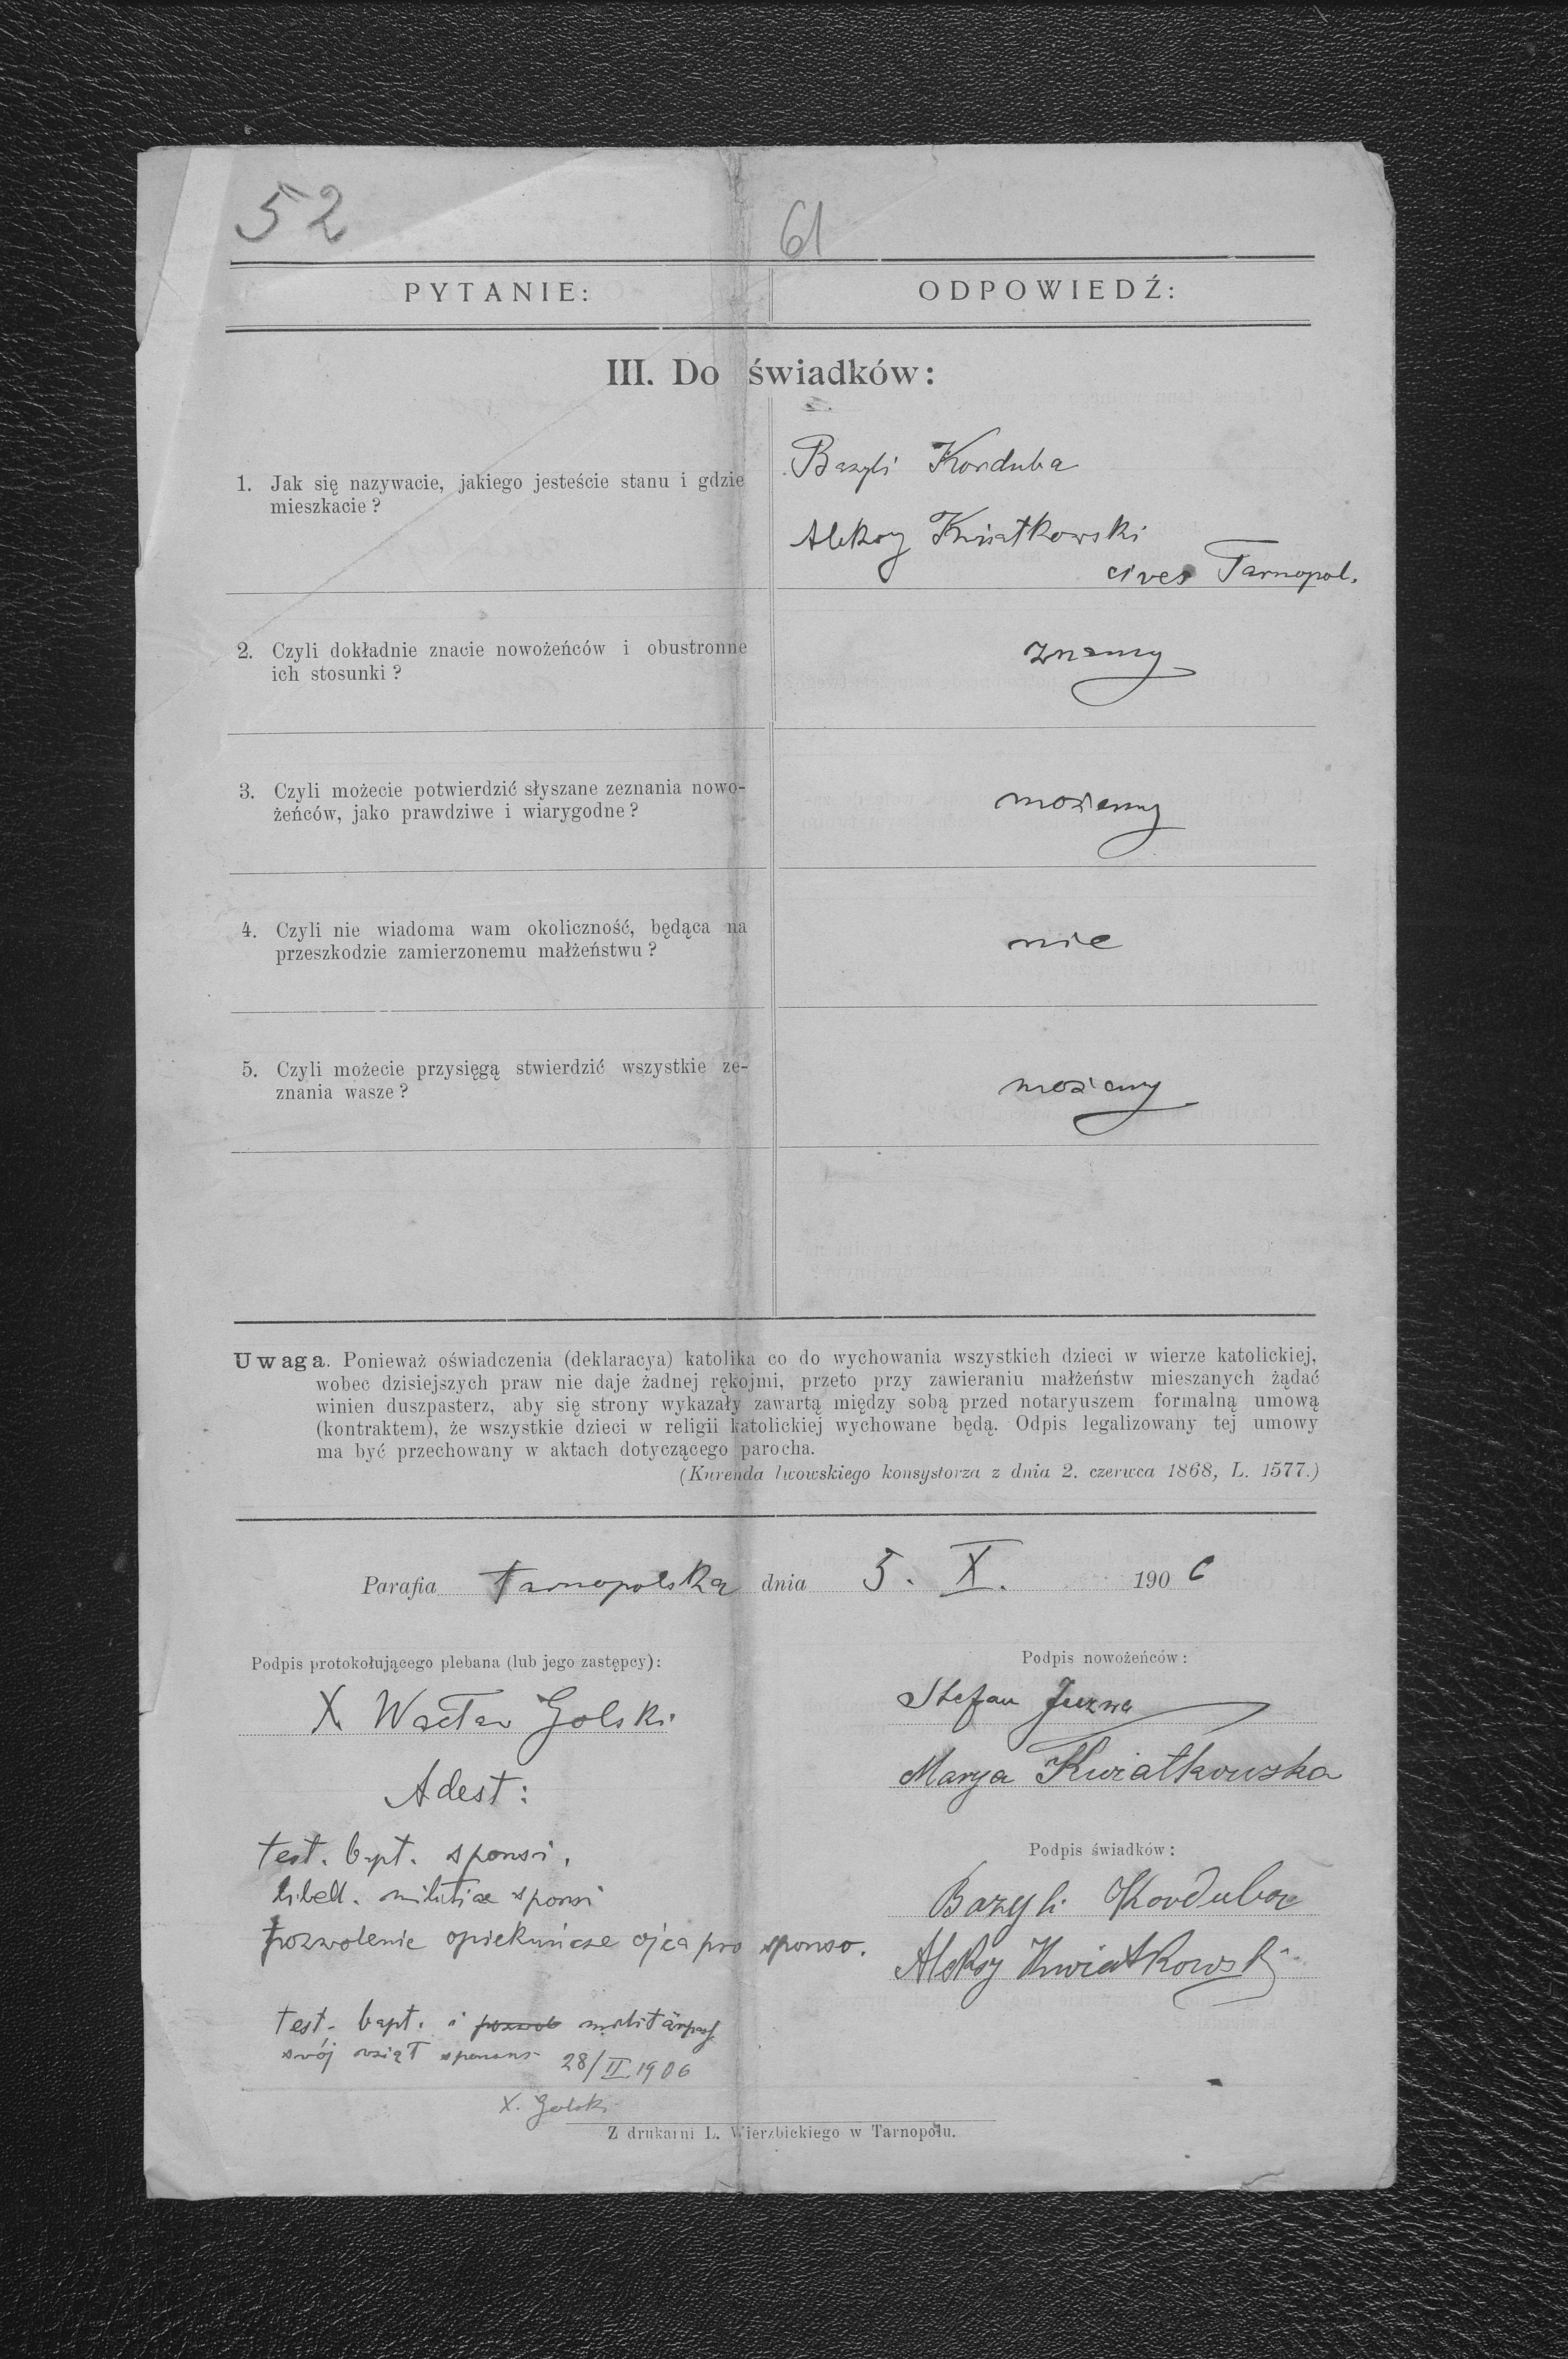 52
61
PYTANIE:
ODPOWIEDŹ:
III. Do świadków:
1. Jak się nazywacie, jakiego jesteście stanu i gdzie
mieszkacie?
Bazyli Korduba
Aleksy Kwiatkowski
cives Tarnopol.
2. Czyli dokładnie znacie nowożeńców i obustronne
ich stosunki?
znamy
3. Czyli możecie potwierdzić słyszane zeznania nowo-
żeńców, jako prawdziwe i wiarygodne?
możemy
4. Czyli nie wiadoma wam okoliczność, będąca na
przeszkodzie zamierzonemu małżeństwu?
nie
5. Czyli możecie przysięgą stwierdzić wszystkie ze-
znania wasze?
możemy
Uwaga. Ponieważ oświadczenia (deklaracya) katolika co do wychowania wszystkich dzieci w wierze katolickiej,
wobec dzisiejszych praw nie daje żadnej rękojmi, przeto przy zawieraniu małżeństw mieszanych żądać
winien duszpasterz, aby się strony wykazały zawartą między sobą przed notaryuszem formalną umową
(kontraktem), że wszystkie dzieci w religii katolickiej wychowane będą. Odpis legalizowany tej umowy
ma być przechowany w aktach dotyczącego parocha.
(Kurenda lwowskiego konsystorza z dnia 2. czerwca 1868, L. 1577.)
Parafia tarnopolska dnia 5. X. 1906
Podpis protokołującego plebana (lub jego zastępcy):
X Wacław Golski
Adest:
test. bapt. sponsi.
libell. militiae sponsi
pozwolenie opiekuńcze ojca pro sponso.
test. bapt. i
swój wziął sponsus 28/II 1906
X. Golski
Podpis nowożeńców:
Stefan Juzwa
Marya Kwiatkowska
Podpis świadków:
Bazyli Korduba
Aleksy Kwiatkowski
Z drukarni L. Wierzbickiego w Tarnopolu.